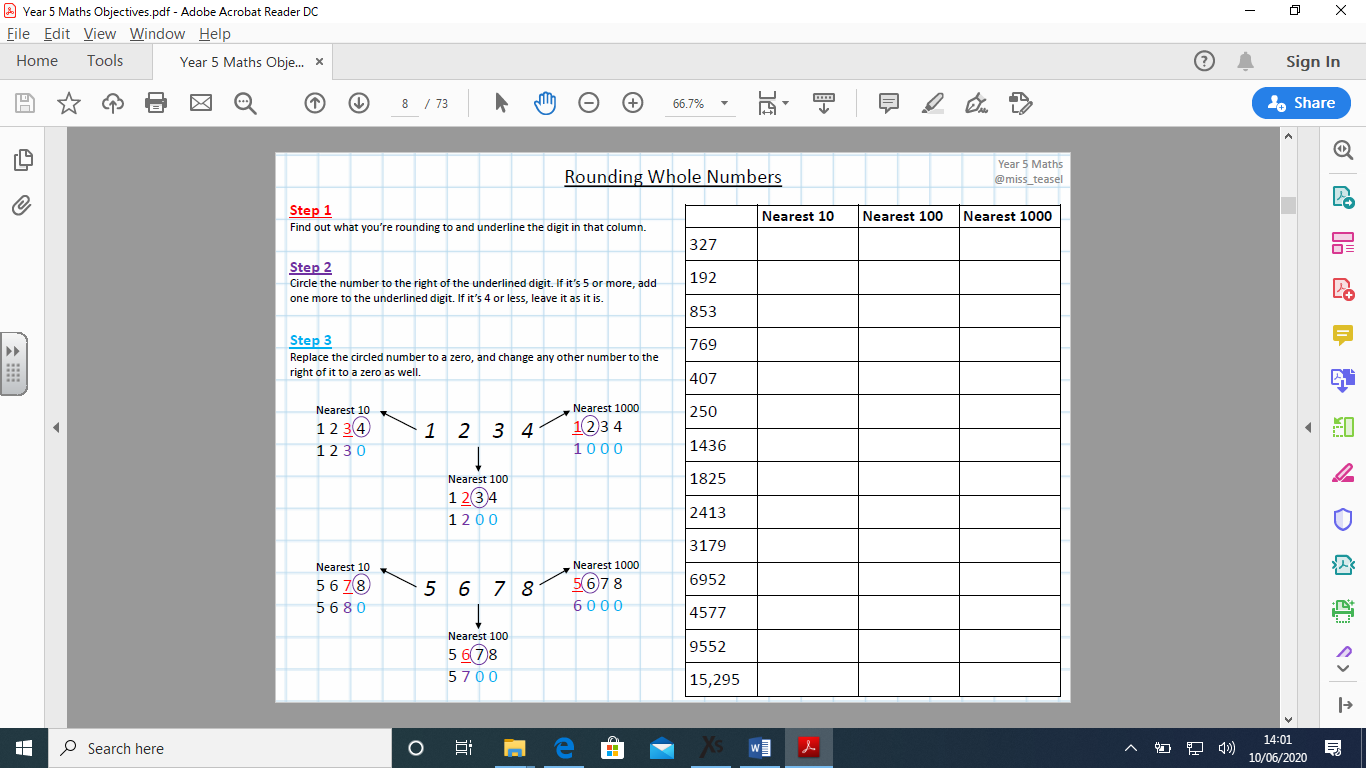 Year 5 Maths Objectives.pdf - Adobe Acrobat Reader DC
File Edit View Window Help
Home Tools Year 5 Maths Obje... × Sign In
8 / 73 66.7% Share
Year 5 Maths
@miss_teasel
Rounding Whole Numbers
Step 1
Find out what you're rounding to and underline the digit in that column.
Step 2
Circle the number to the right of the underlined digit. If it's 5 or more, add
one more to the underlined digit. If it's 4 or less, leave it as it is.
Step 3
Replace the circled number to a zero, and change any other number to the
right of it to a zero as well.
Nearest 10
1 2 3 4
1 2 3 0
1 2 3 4
Nearest 1000
1 2 3 4
1 0 0 0
Nearest 100
1 2 3 4
1 2 0 0
Nearest 10
5 6 7 8
5 6 8 0
5 6 7 8
Nearest 1000
5 6 7 8
6 0 0 0
Nearest 100
5 6 7 8
5 7 0 0
Nearest 10 Nearest 100 Nearest 1000
327
192
853
769
407
250
1436
1825
2413
3179
6952
4577
9552
15,295
Search here
14:01
10/06/2020